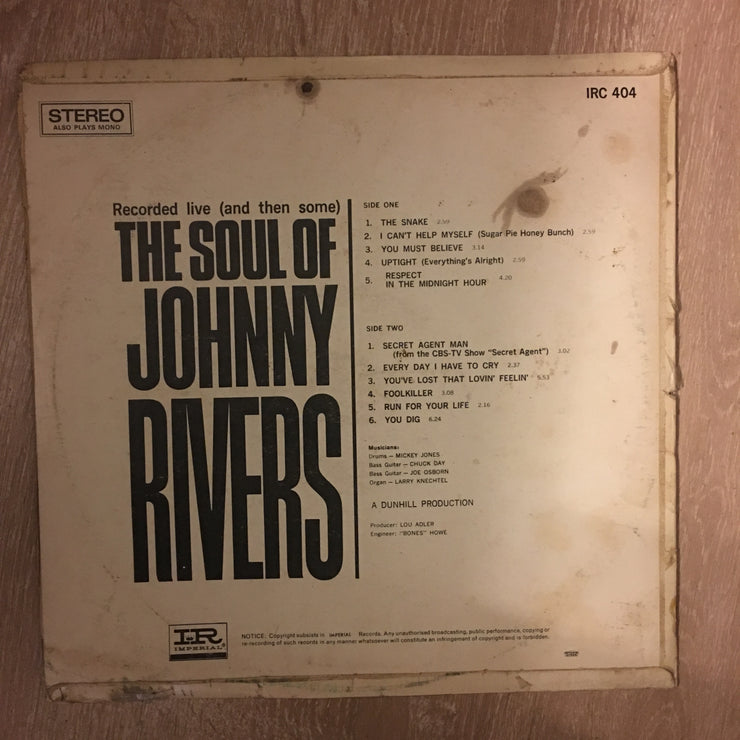 STEREO
ALSO PLAYS MONO
IRC 404
Recorded live (and then some)
THE SOUL OF
JOHNNY
RIVERS
SIDE ONE
1. THE SNAKE 2.59
2. I CAN'T HELP MYSELF (Sugar Pie Honey Bunch) 2.59
3. YOU MUST BELIEVE 3.14
4. UPTIGHT (Everything's Alright) 2.59
5. RESPECT
IN THE MIDNIGHT HOUR 4.20
SIDE TWO
1. SECRET AGENT MAN
(from the CBS-TV Show "Secret Agent") 3.02
2. EVERY DAY I HAVE TO CRY 2.37
3. YOU'VE LOST THAT LOVIN' FEELIN' 5.53
4. FOOLKILLER 3.08
5. RUN FOR YOUR LIFE 2.16
6. YOU DIG 6.24
Musicians:
Drums – MICKEY JONES
Bass Guitar – CHUCK DAY
Bass Guitar – JOE OSBORN
Organ – LARRY KNECHTEL
A DUNHILL PRODUCTION
Producer: LOU ADLER
Engineer: "BONES" HOWE
I-R
IMPERIAL
NOTICE: Copyright subsists in IMPERIAL Records. Any unauthorised broadcasting, public performance, copying or
re-recording of such records in any manner whatsoever will constitute an infringement of copyright and is forbidden.